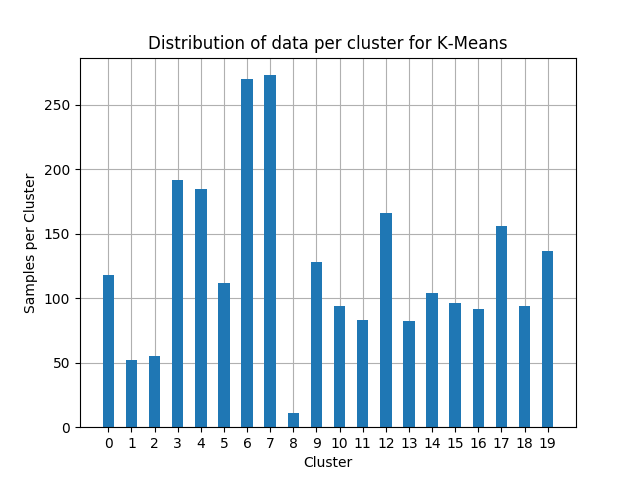 Distribution of data per cluster for K-Means
Samples per Cluster
250
200
150
100
50
0
0 1 2 3 4 5 6 7 8 9 10 11 12 13 14 15 16 17 18 19
Cluster